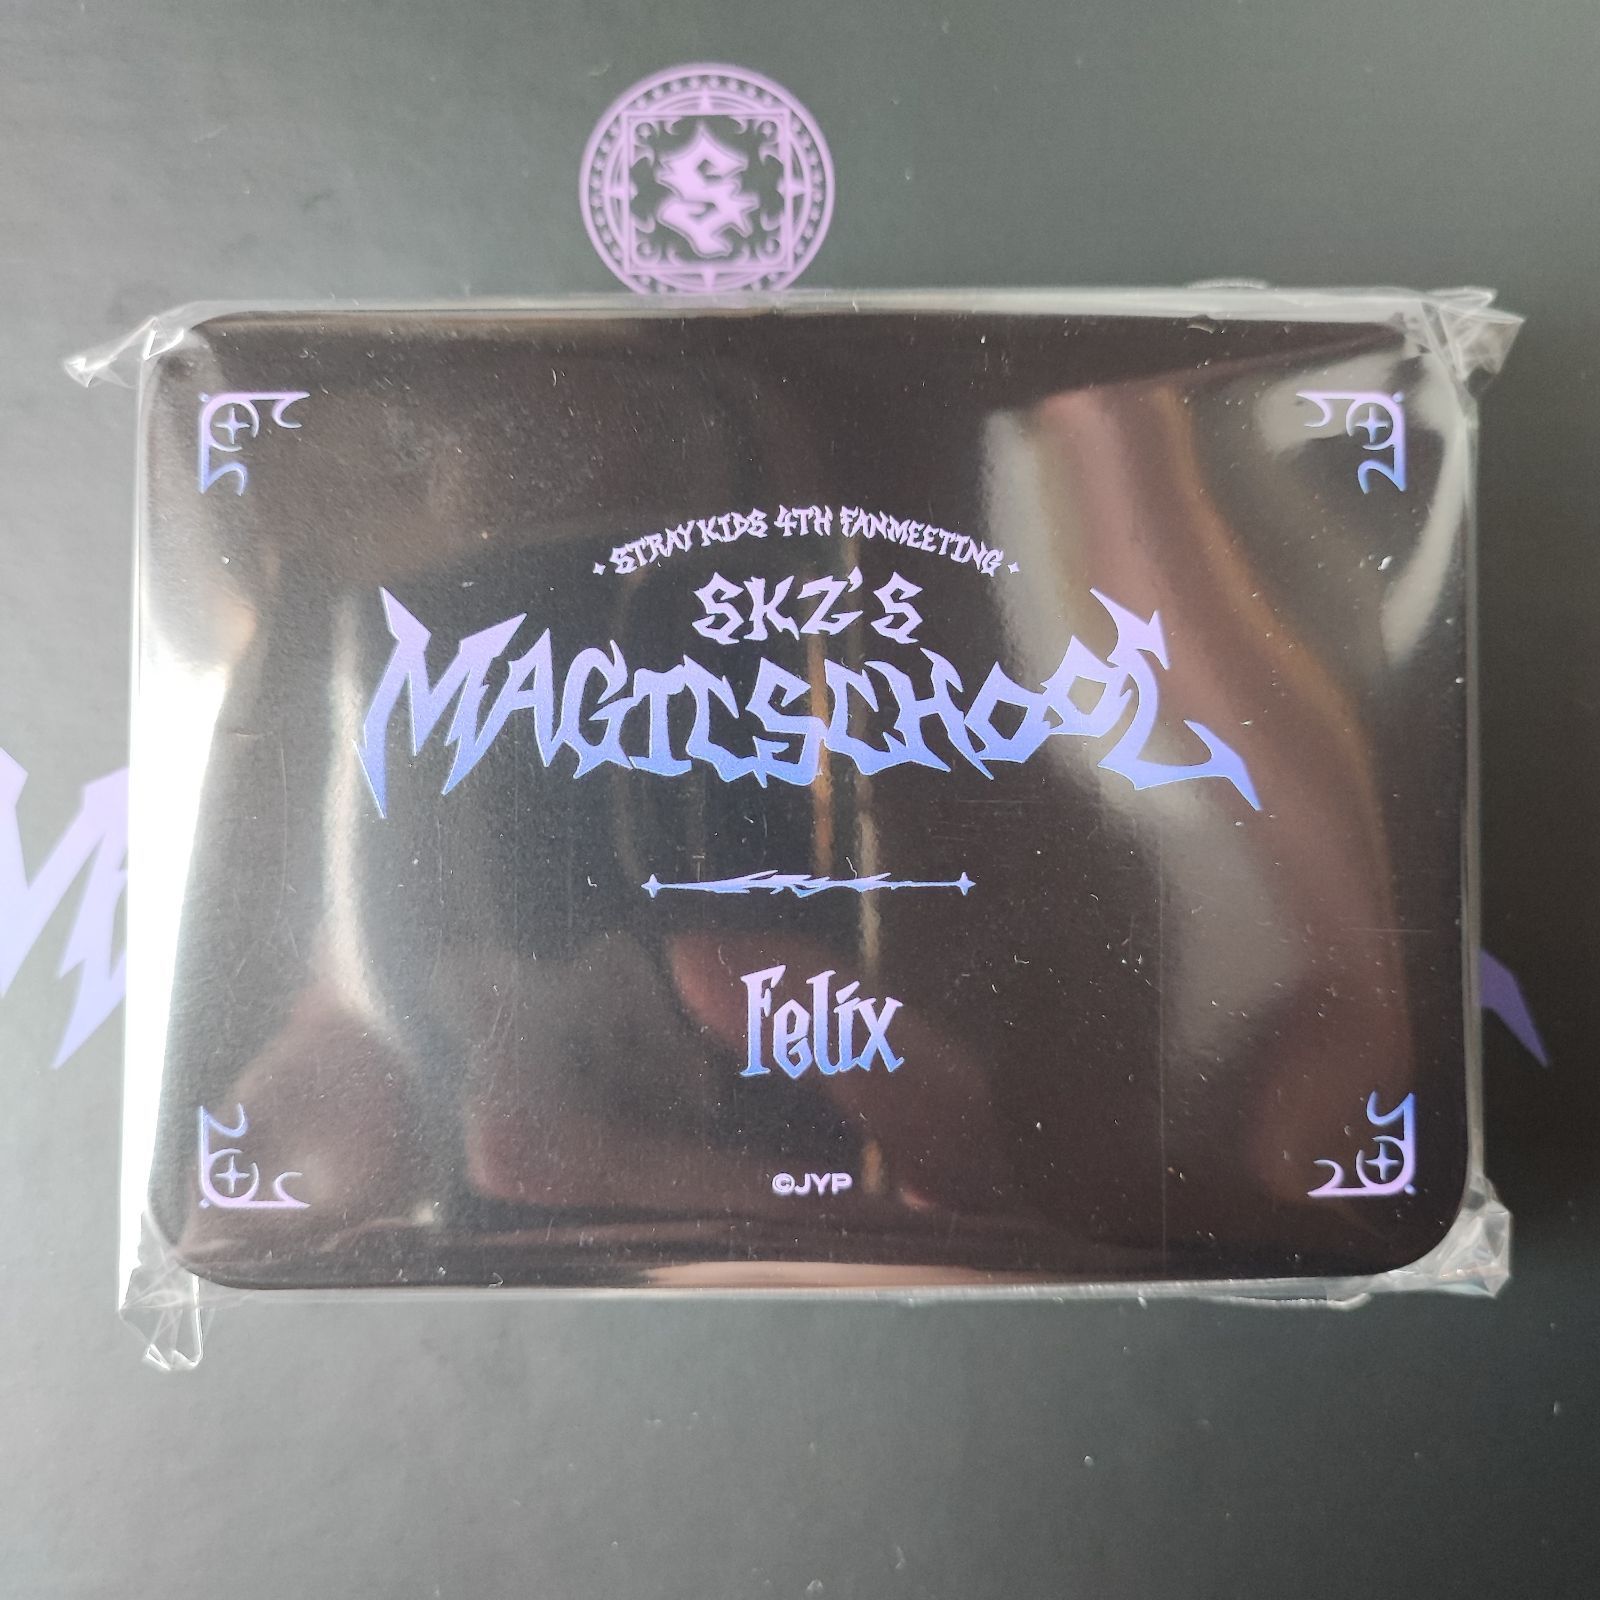 S
STRAY KIDS 4TH FANMEETING
SKZ'S
MAGIC SCHOOL
Felix
©JYP